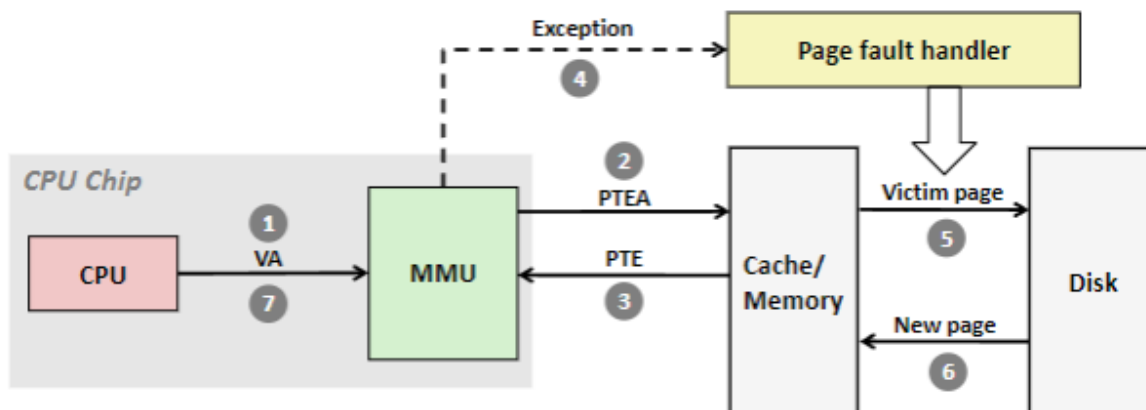 Exception
4
Page fault handler
CPU Chip
2
PTEA
Victim page
5
1
VA
7
CPU
MMU
PTE
3
Cache/
Memory
Disk
New page
6